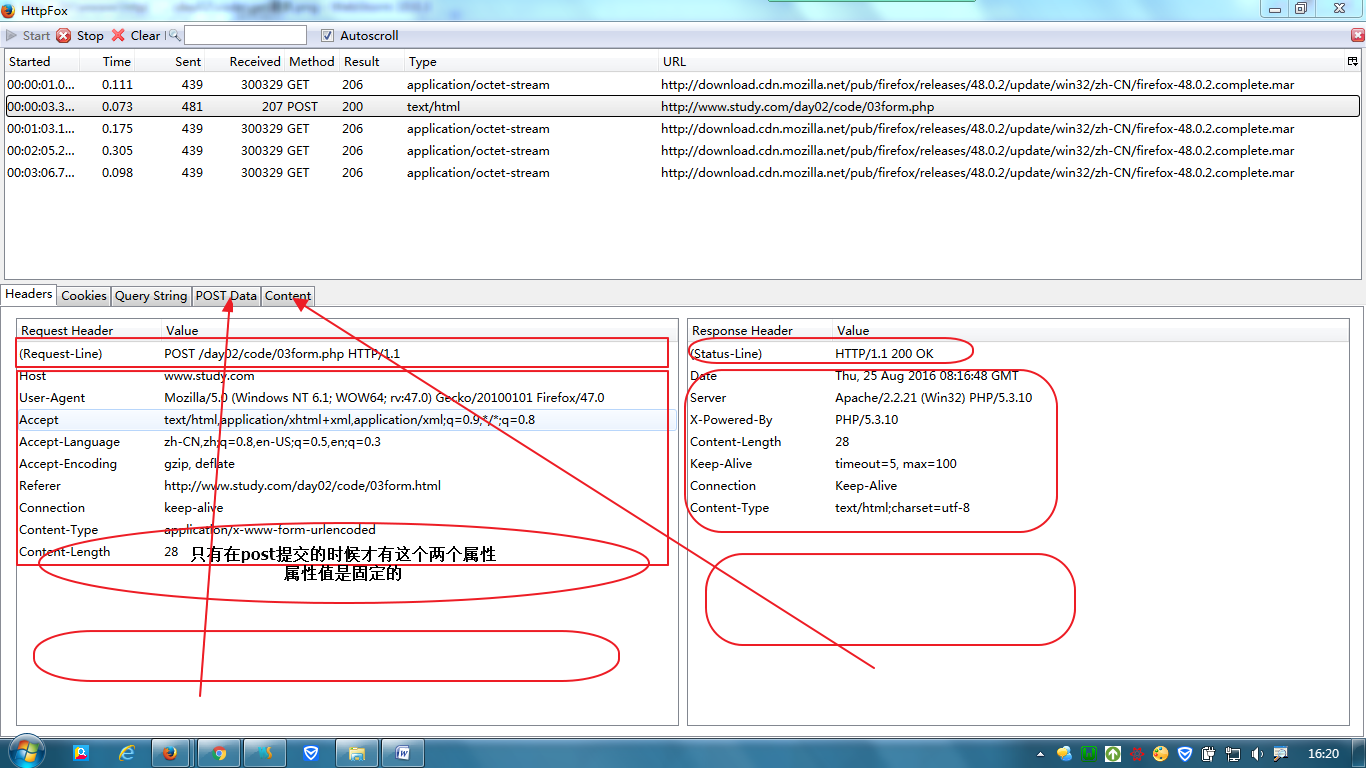 HttpFox
Start Stop Clear Autoscroll
Started Time Sent Received Method Result Type URL
00:00:01.0... 0.111 439 300329 GET 206 application/octet-stream http://download.cdn.mozilla.net/pub/firefox/releases/48.0.2/update/win32/zh-CN/firefox-48.0.2.complete.mar
00:00:03.3... 0.073 481 207 POST 200 text/html http://www.study.com/day02/code/03form.php
00:01:03.1... 0.175 439 300329 GET 206 application/octet-stream http://download.cdn.mozilla.net/pub/firefox/releases/48.0.2/update/win32/zh-CN/firefox-48.0.2.complete.mar
00:02:05.2... 0.305 439 300329 GET 206 application/octet-stream http://download.cdn.mozilla.net/pub/firefox/releases/48.0.2/update/win32/zh-CN/firefox-48.0.2.complete.mar
00:03:06.7... 0.098 439 300329 GET 206 application/octet-stream http://download.cdn.mozilla.net/pub/firefox/releases/48.0.2/update/win32/zh-CN/firefox-48.0.2.complete.mar
Headers Cookies Query String POST Data Content
Request Header Value
(Request-Line) POST /day02/code/03form.php HTTP/1.1
Host www.study.com
User-Agent Mozilla/5.0 (Windows NT 6.1; WOW64; rv:47.0) Gecko/20100101 Firefox/47.0
Accept text/html,application/xhtml+xml,application/xml;q=0.9,*/*;q=0.8
Accept-Language zh-CN,zh;q=0.8,en-US;q=0.5,en;q=0.3
Accept-Encoding gzip, deflate
Referer http://www.study.com/day02/code/03form.html
Connection keep-alive
Content-Type application/x-www-form-urlencoded
Content-Length 28
只有在post提交的时候才有这个两个属性
属性值是固定的
Response Header Value
(Status-Line) HTTP/1.1 200 OK
Date Thu, 25 Aug 2016 08:16:48 GMT
Server Apache/2.2.21 (Win32) PHP/5.3.10
X-Powered-By PHP/5.3.10
Content-Length 28
Keep-Alive timeout=5, max=100
Connection Keep-Alive
Content-Type text/html;charset=utf-8
16:20